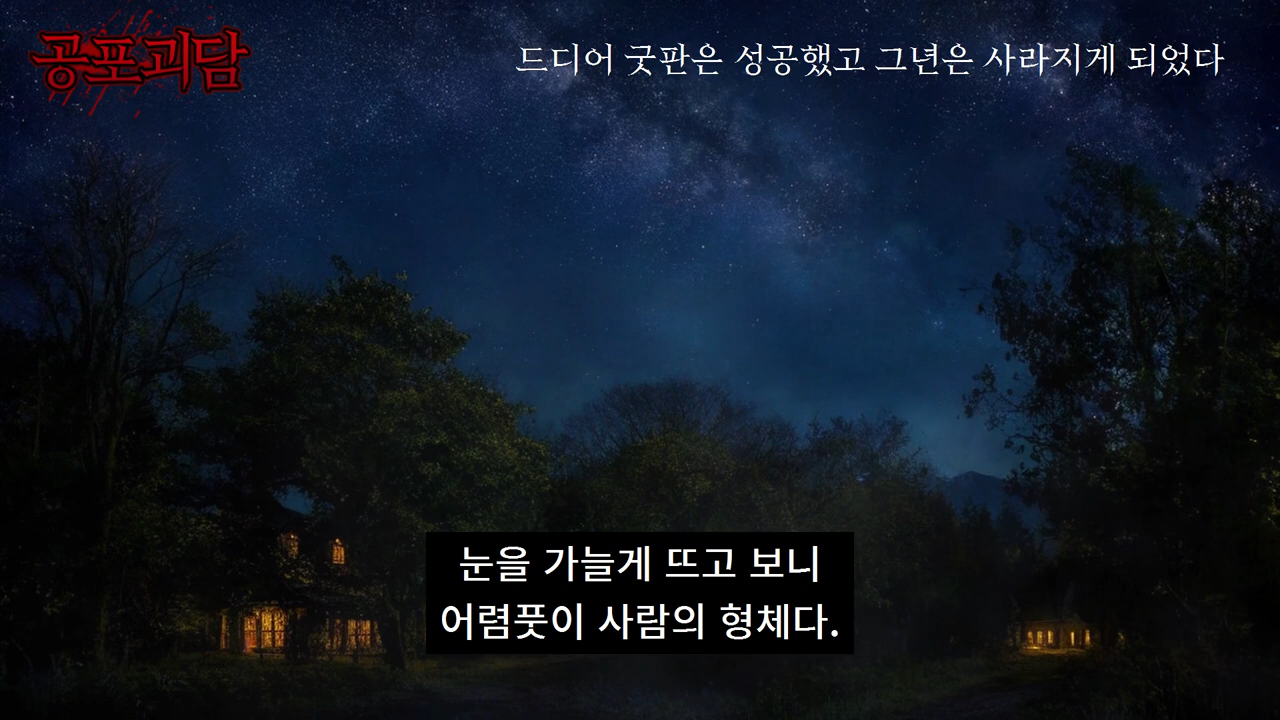 공포괴담
드디어 굿판은 성공했고 그년은 사라지게 되었다
눈을 가늘게 뜨고 보니
어렴풋이 사람의 형체다.